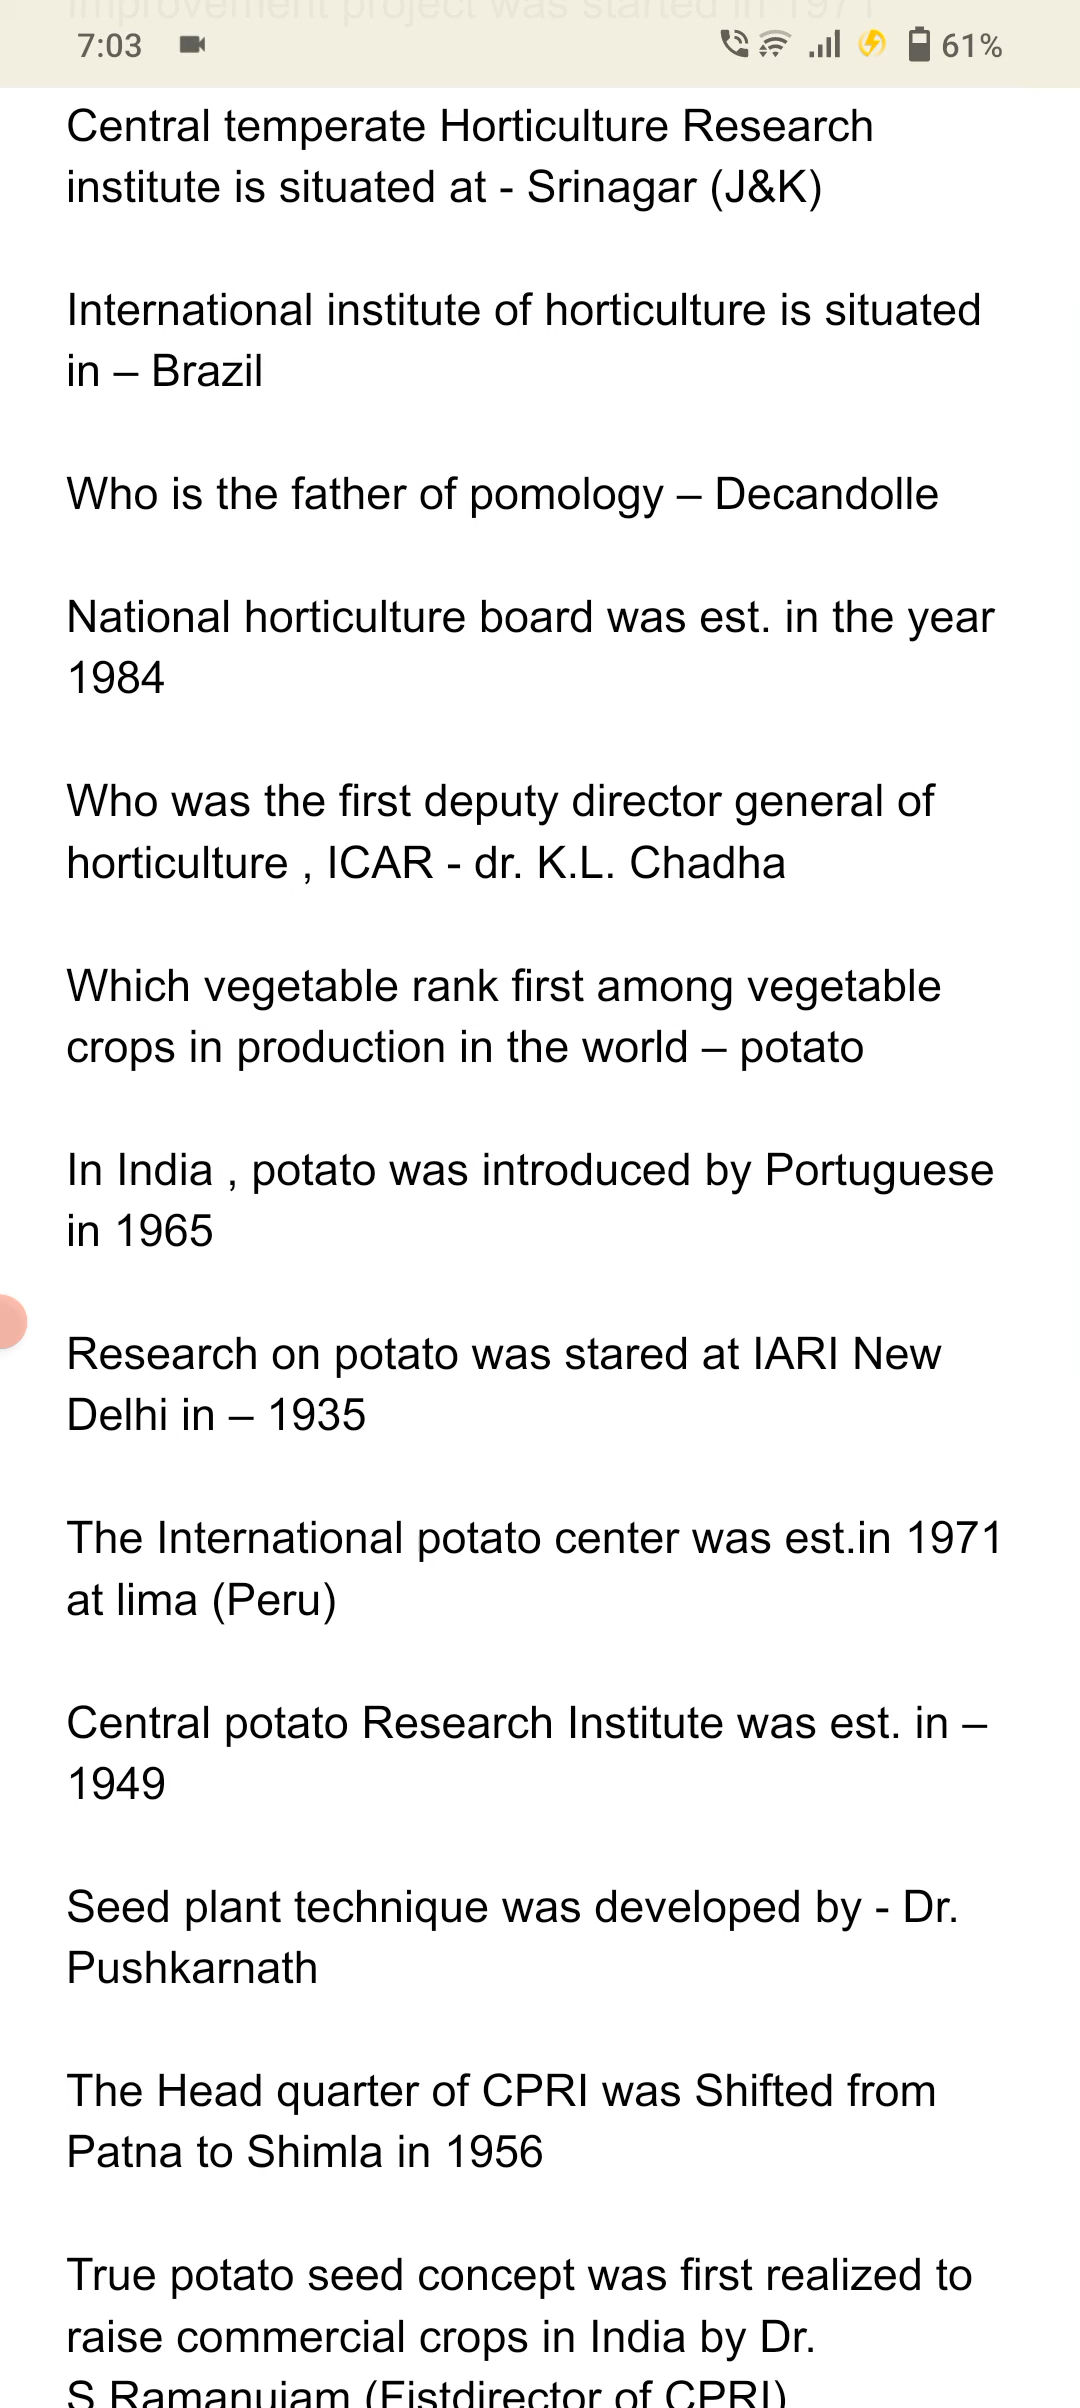 Improvement project was started in 1971
7:03
61%
Central temperate Horticulture Research
institute is situated at - Srinagar (J&K)
International institute of horticulture is situated
in – Brazil
Who is the father of pomology – Decandolle
National horticulture board was est. in the year
1984
Who was the first deputy director general of
horticulture , ICAR - dr. K.L. Chadha
Which vegetable rank first among vegetable
crops in production in the world – potato
In India , potato was introduced by Portuguese
in 1965
Research on potato was stared at IARI New
Delhi in – 1935
The International potato center was est.in 1971
at lima (Peru)
Central potato Research Institute was est. in –
1949
Seed plant technique was developed by - Dr.
Pushkarnath
The Head quarter of CPRI was Shifted from
Patna to Shimla in 1956
True potato seed concept was first realized to
raise commercial crops in India by Dr.
S Ramanujam (Fistdirector of CPRI)